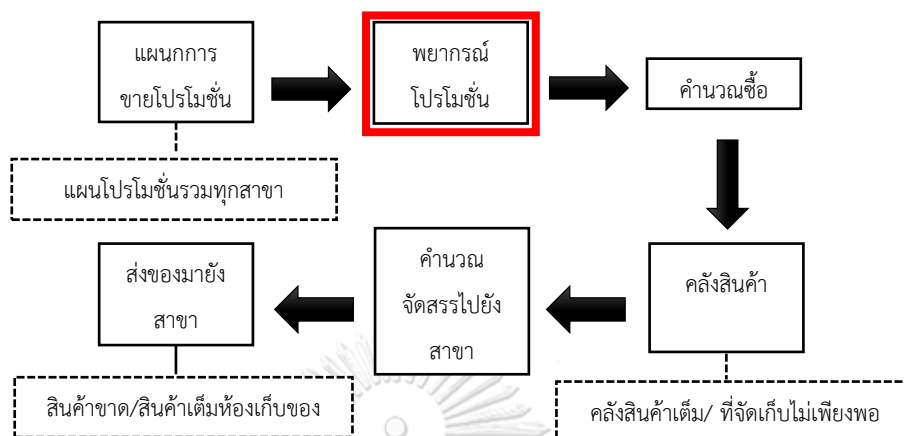 แผนกการ
ขายโปรโมชั่น
พยากรณ์
โปรโมชั่น
คำนวณซื้อ
แผนโปรโมชั่นรวมทุกสาขา
ส่งของมายัง
สาขา
คำนวณ
จัดสรรไปยัง
สาขา
คลังสินค้า
สินค้าขาด/สินค้าเต็มห้องเก็บของ
คลังสินค้าเต็ม/ ที่จัดเก็บไม่เพียงพอ